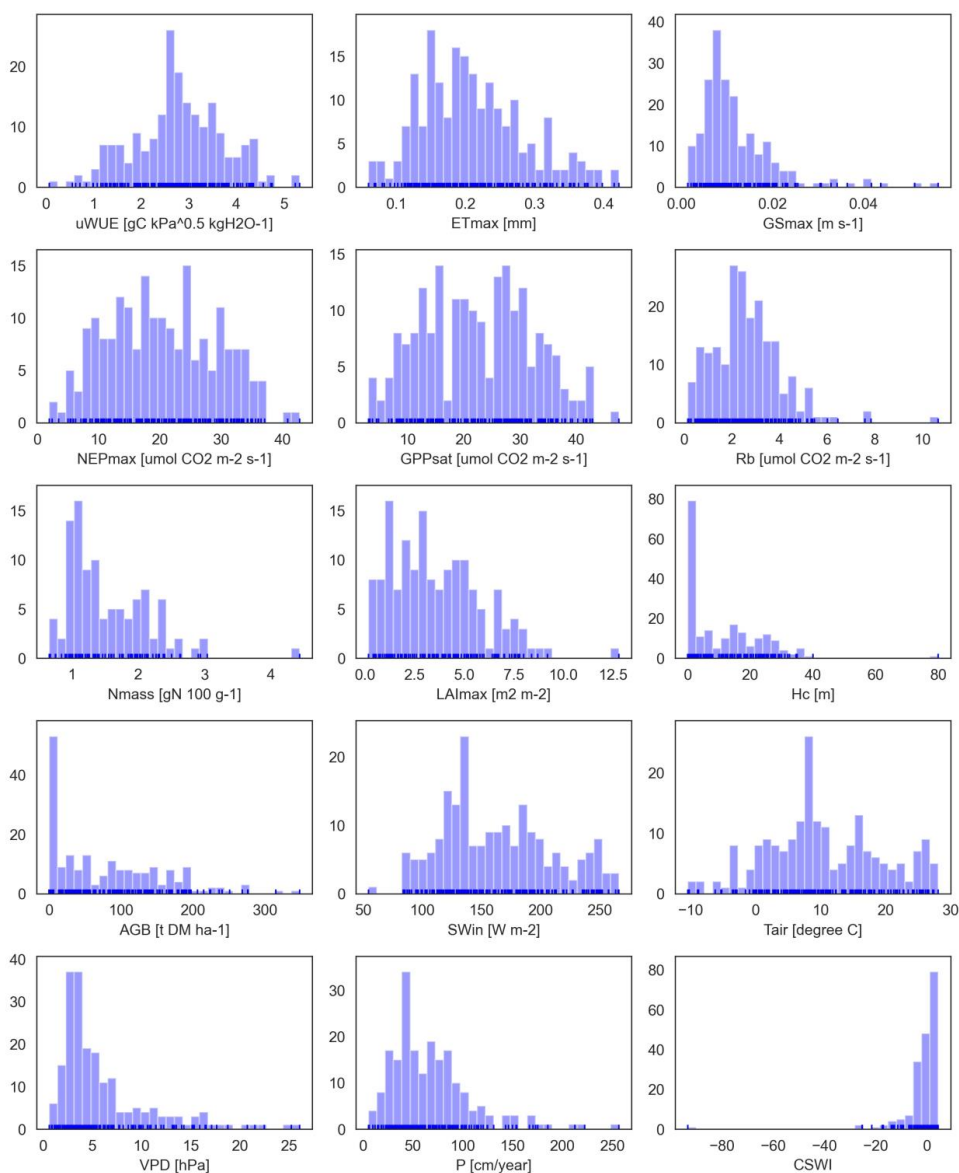 20
10
0
0 1 2 3 4 5
uWUE [gC kPa^0.5 kgH2O-1]
15
10
5
0
0.1 0.2 0.3 0.4
ETmax [mm]
40
30
20
10
0
0.00 0.02 0.04
GSmax [m s-1]
15
10
5
0
0 10 20 30 40
NEPmax [umol CO2 m-2 s-1]
15
10
5
0
10 20 30 40
GPPsat [umol CO2 m-2 s-1]
20
10
0
0 2 4 6 8 10
Rb [umol CO2 m-2 s-1]
15
10
5
0
1 2 3 4
Nmass [gN 100 g-1]
15
10
5
0
0.0 2.5 5.0 7.5 10.0 12.5
LAImax [m2 m-2]
80
60
40
20
0
0 20 40 60 80
Hc [m]
40
20
0
0 100 200 300
AGB [t DM ha-1]
20
10
0
50 100 150 200 250
SWin [W m-2]
20
10
0
−10 0 10 20 30
Tair [degree C]
40
30
20
10
0
0 5 10 15 20 25
VPD [hPa]
30
20
10
0
0 50 100 150 200 250
P [cm/year]
80
60
40
20
0
−80 −60 −40 −20 0
CSWI